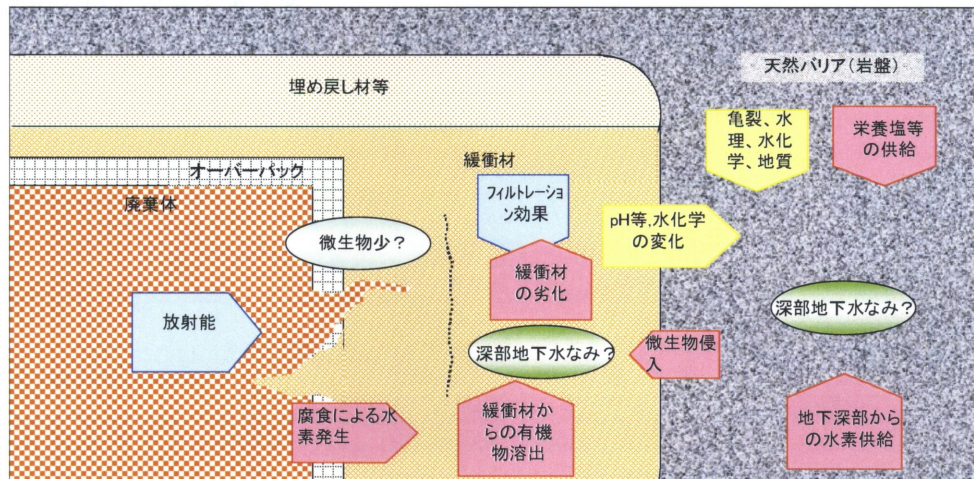 天然バリア(岩盤)
埋め戻し材等
亀裂、水
理、水化
学、地質
栄養塩等
の供給
オーバーパック
緩衝材
廃棄体
フィルトレーショ
ン効果
微生物少?
pH等,水化学
の変化
緩衝材
の劣化
放射能
深部地下水なみ?
深部地下水なみ?
微生物侵
入
腐食による水
素発生
緩衝材か
らの有機
物溶出
地下深部から
の水素供給